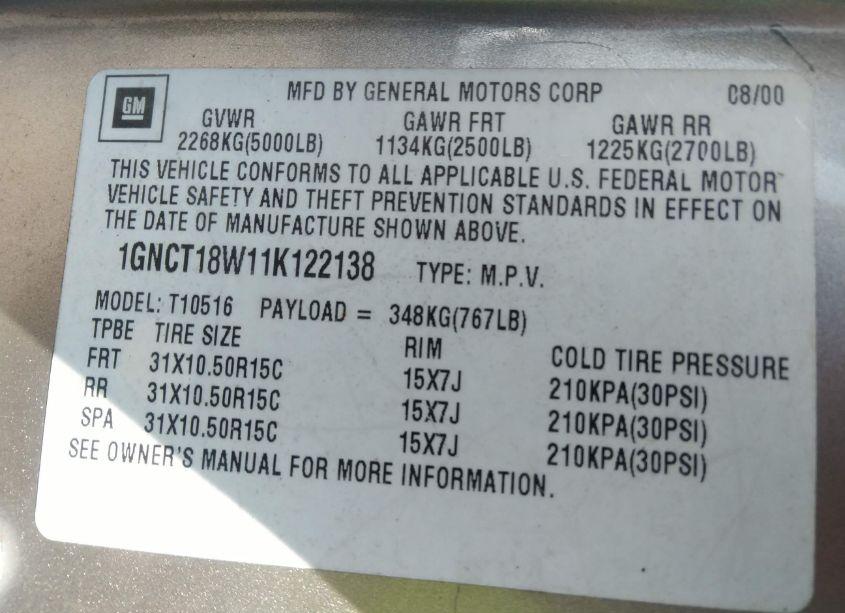 GM
MFD BY GENERAL MOTORS CORP 08/00
GVWR GAWR FRT GAWR RR
2268KG(5000LB) 1134KG(2500LB) 1225KG(2700LB)
THIS VEHICLE CONFORMS TO ALL APPLICABLE U.S. FEDERAL MOTOR
VEHICLE SAFETY AND THEFT PREVENTION STANDARDS IN EFFECT ON
THE DATE OF MANUFACTURE SHOWN ABOVE.
1GNCT18W11K122138 TYPE: M.P.V.
MODEL: T10516 PAYLOAD = 348KG(767LB)
TPBE TIRE SIZE RIM COLD TIRE PRESSURE
FRT 31X10.50R15C 15X7J 210KPA(30PSI)
RR 31X10.50R15C 15X7J 210KPA(30PSI)
SPA 31X10.50R15C 15X7J 210KPA(30PSI)
SEE OWNER'S MANUAL FOR MORE INFORMATION.